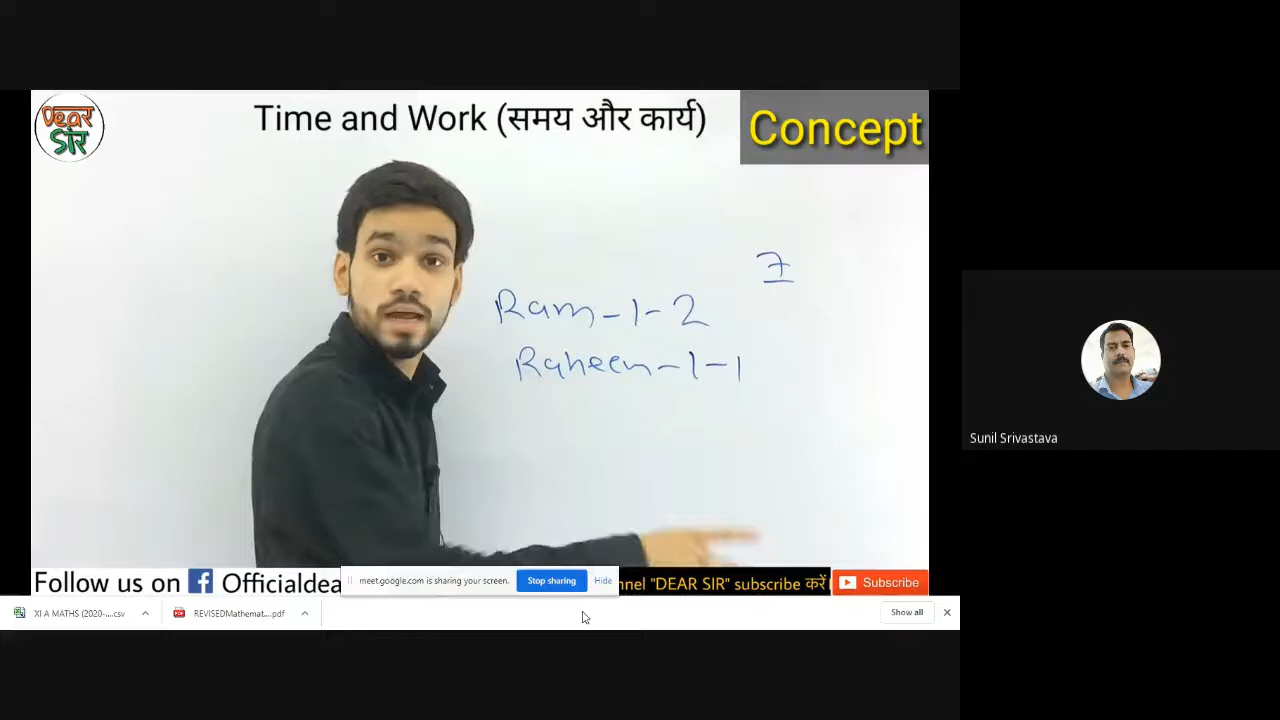 Dear
सर
Time and Work (समय और कार्य)
Concept
7
Ram - 1 - 2
Raheem - 1 - 1
Sunil Srivastava
Follow us on Officialdea
meet.google.com is sharing your screen. Stop sharing Hide
nnel "DEAR SIR" subscribe करें
Subscribe
XI A MATHS (2020-....csv
REVISEDMathemat....pdf
Show all